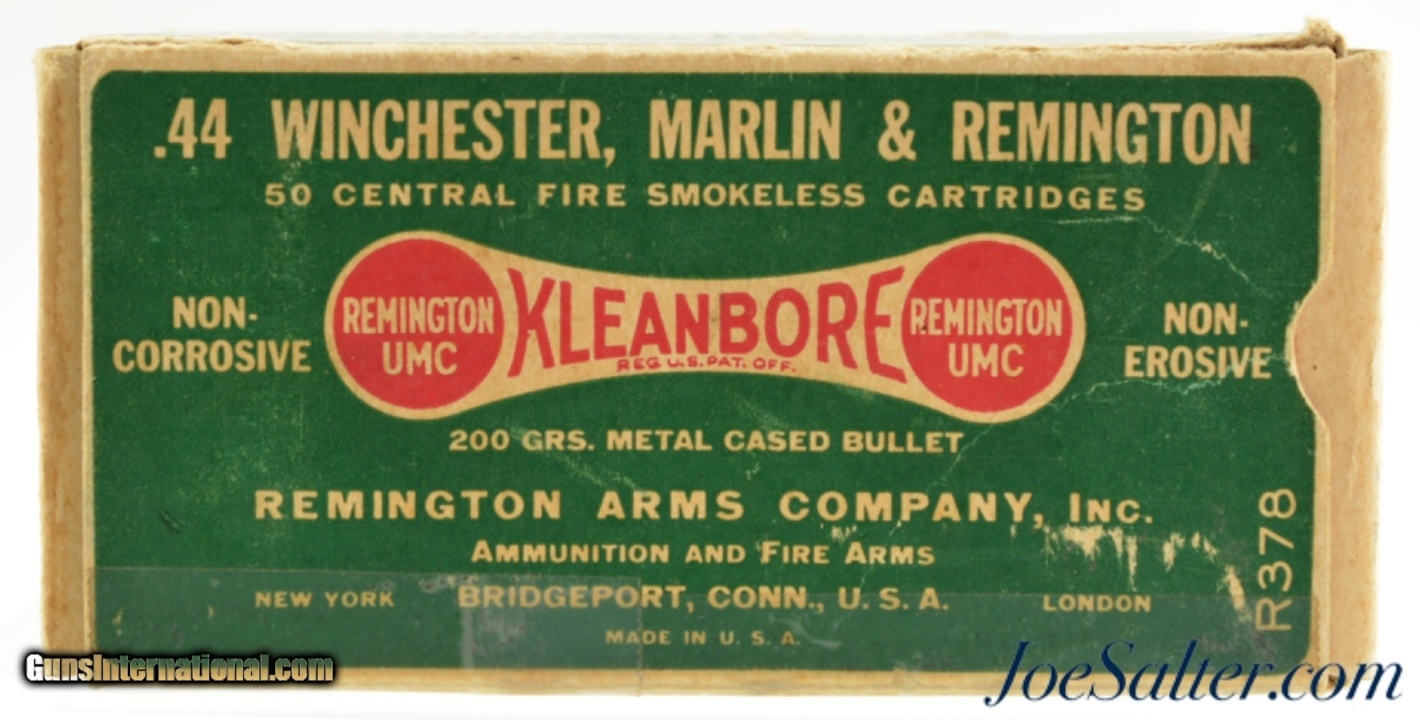 .44 WINCHESTER, MARLIN & REMINGTON
50 CENTRAL FIRE SMOKELESS CARTRIDGES
NON-
CORROSIVE
REMINGTON
UMC
KLEANBORE
REG U.S. PAT. OFF.
REMINGTON
UMC
NON-
EROSIVE
200 GRS. METAL CASED BULLET
REMINGTON ARMS COMPANY, INC.
AMMUNITION AND FIRE ARMS
NEW YORK BRIDGEPORT, CONN., U. S. A. LONDON
MADE IN U. S. A.
R378
GunsInternational.com
JoeSalter.com